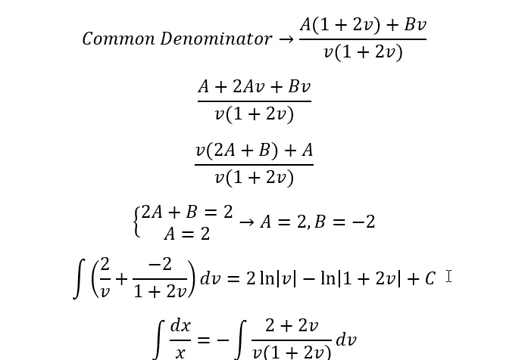 Common Denominator → A(1 + 2v) + Bv / v(1 + 2v)
A + 2Av + Bv / v(1 + 2v)
v(2A + B) + A / v(1 + 2v)
{2A + B = 2
A = 2 → A = 2, B = −2
∫ (2/v + −2/1 + 2v) dv = 2 ln|v| − ln|1 + 2v| + C
∫ dx/x = − ∫ 2 + 2v / v(1 + 2v) dv